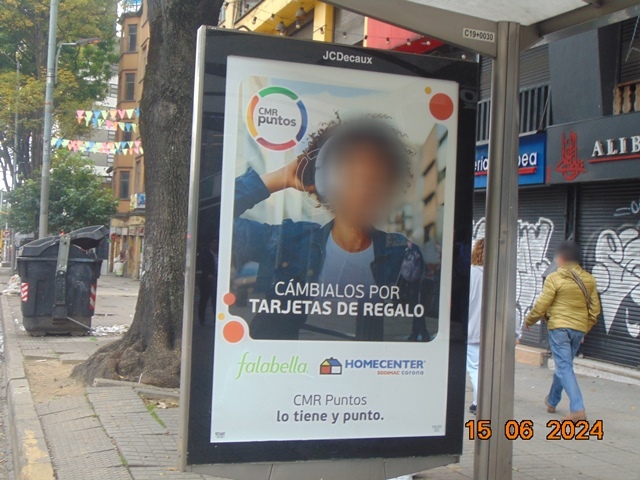 C19+0030
JCDecaux
CMR
puntos
CÁMBIALOS POR
TARJETAS DE REGALO
falabella.
HOMECENTER
SODIMAC corona
CMR Puntos
lo tiene y punto.
ALIB
15 06 2024